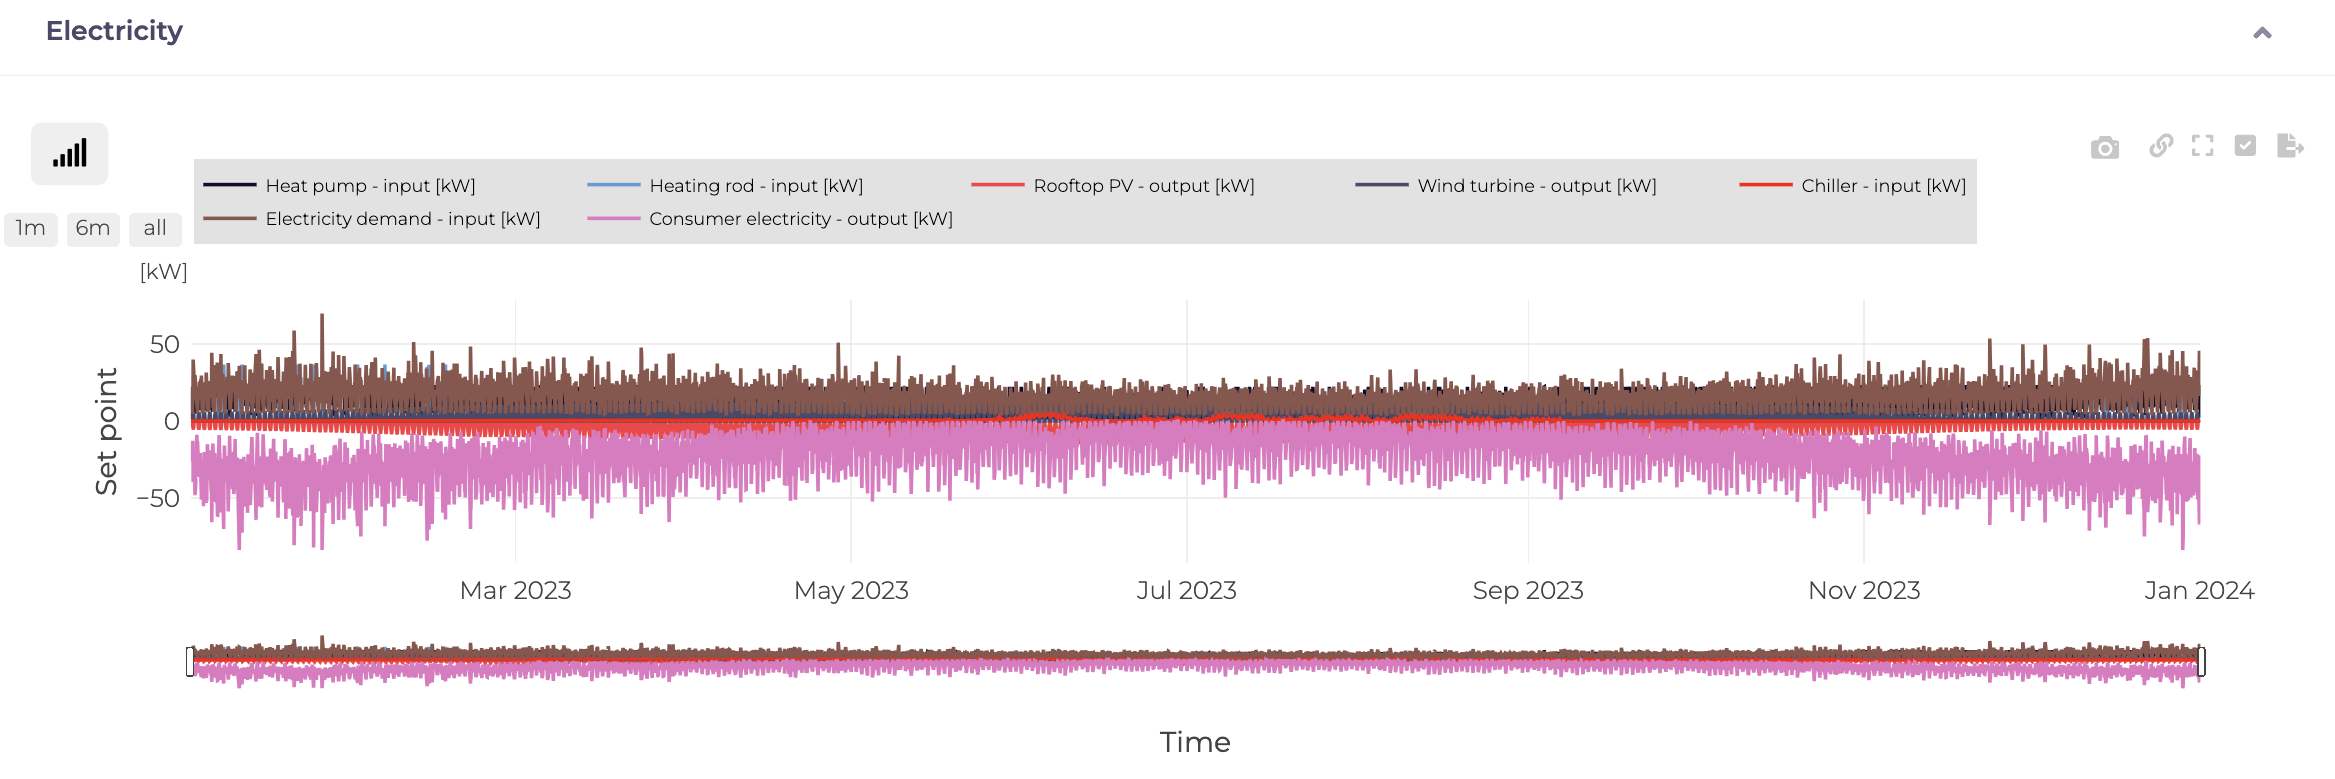 Electricity
Heat pump - input [kW] Heating rod - input [kW] Rooftop PV - output [kW] Wind turbine - output [kW] Chiller - input [kW]
Electricity demand - input [kW] Consumer electricity - output [kW]
1m 6m all
[kW]
50
0
−50
Set point
Mar 2023 May 2023 Jul 2023 Sep 2023 Nov 2023 Jan 2024
Time